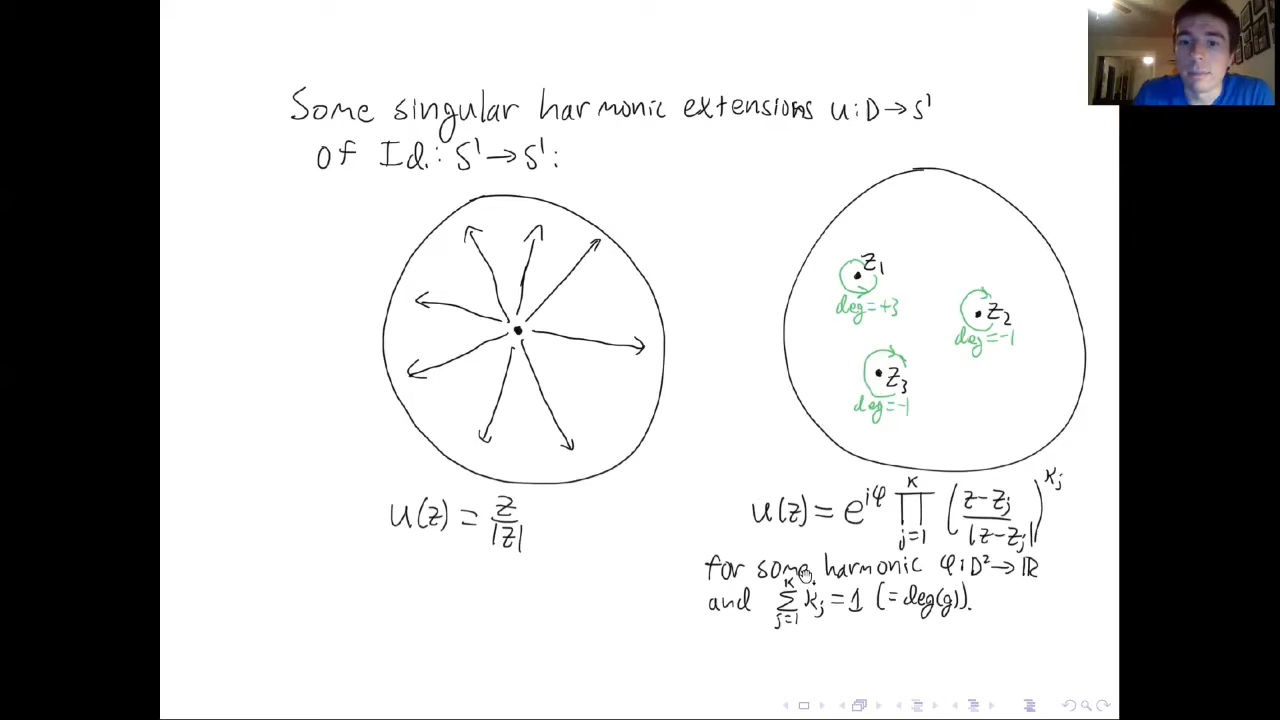 Some singular harmonic extensions u:D→S¹
of Id.: S¹→S¹:
z₁
deg=+3
z₂
deg=-1
z₃
deg=-1
u(z) = z/|z|
u(z) = e^{iφ} ∏_{j=1}^{K} ((z-z_j)/|z-z_j|)^{K_j}
for some harmonic φ:D²→ℝ
and ∑_{j=1}^{K} K_j = 1 (=deg(g)).